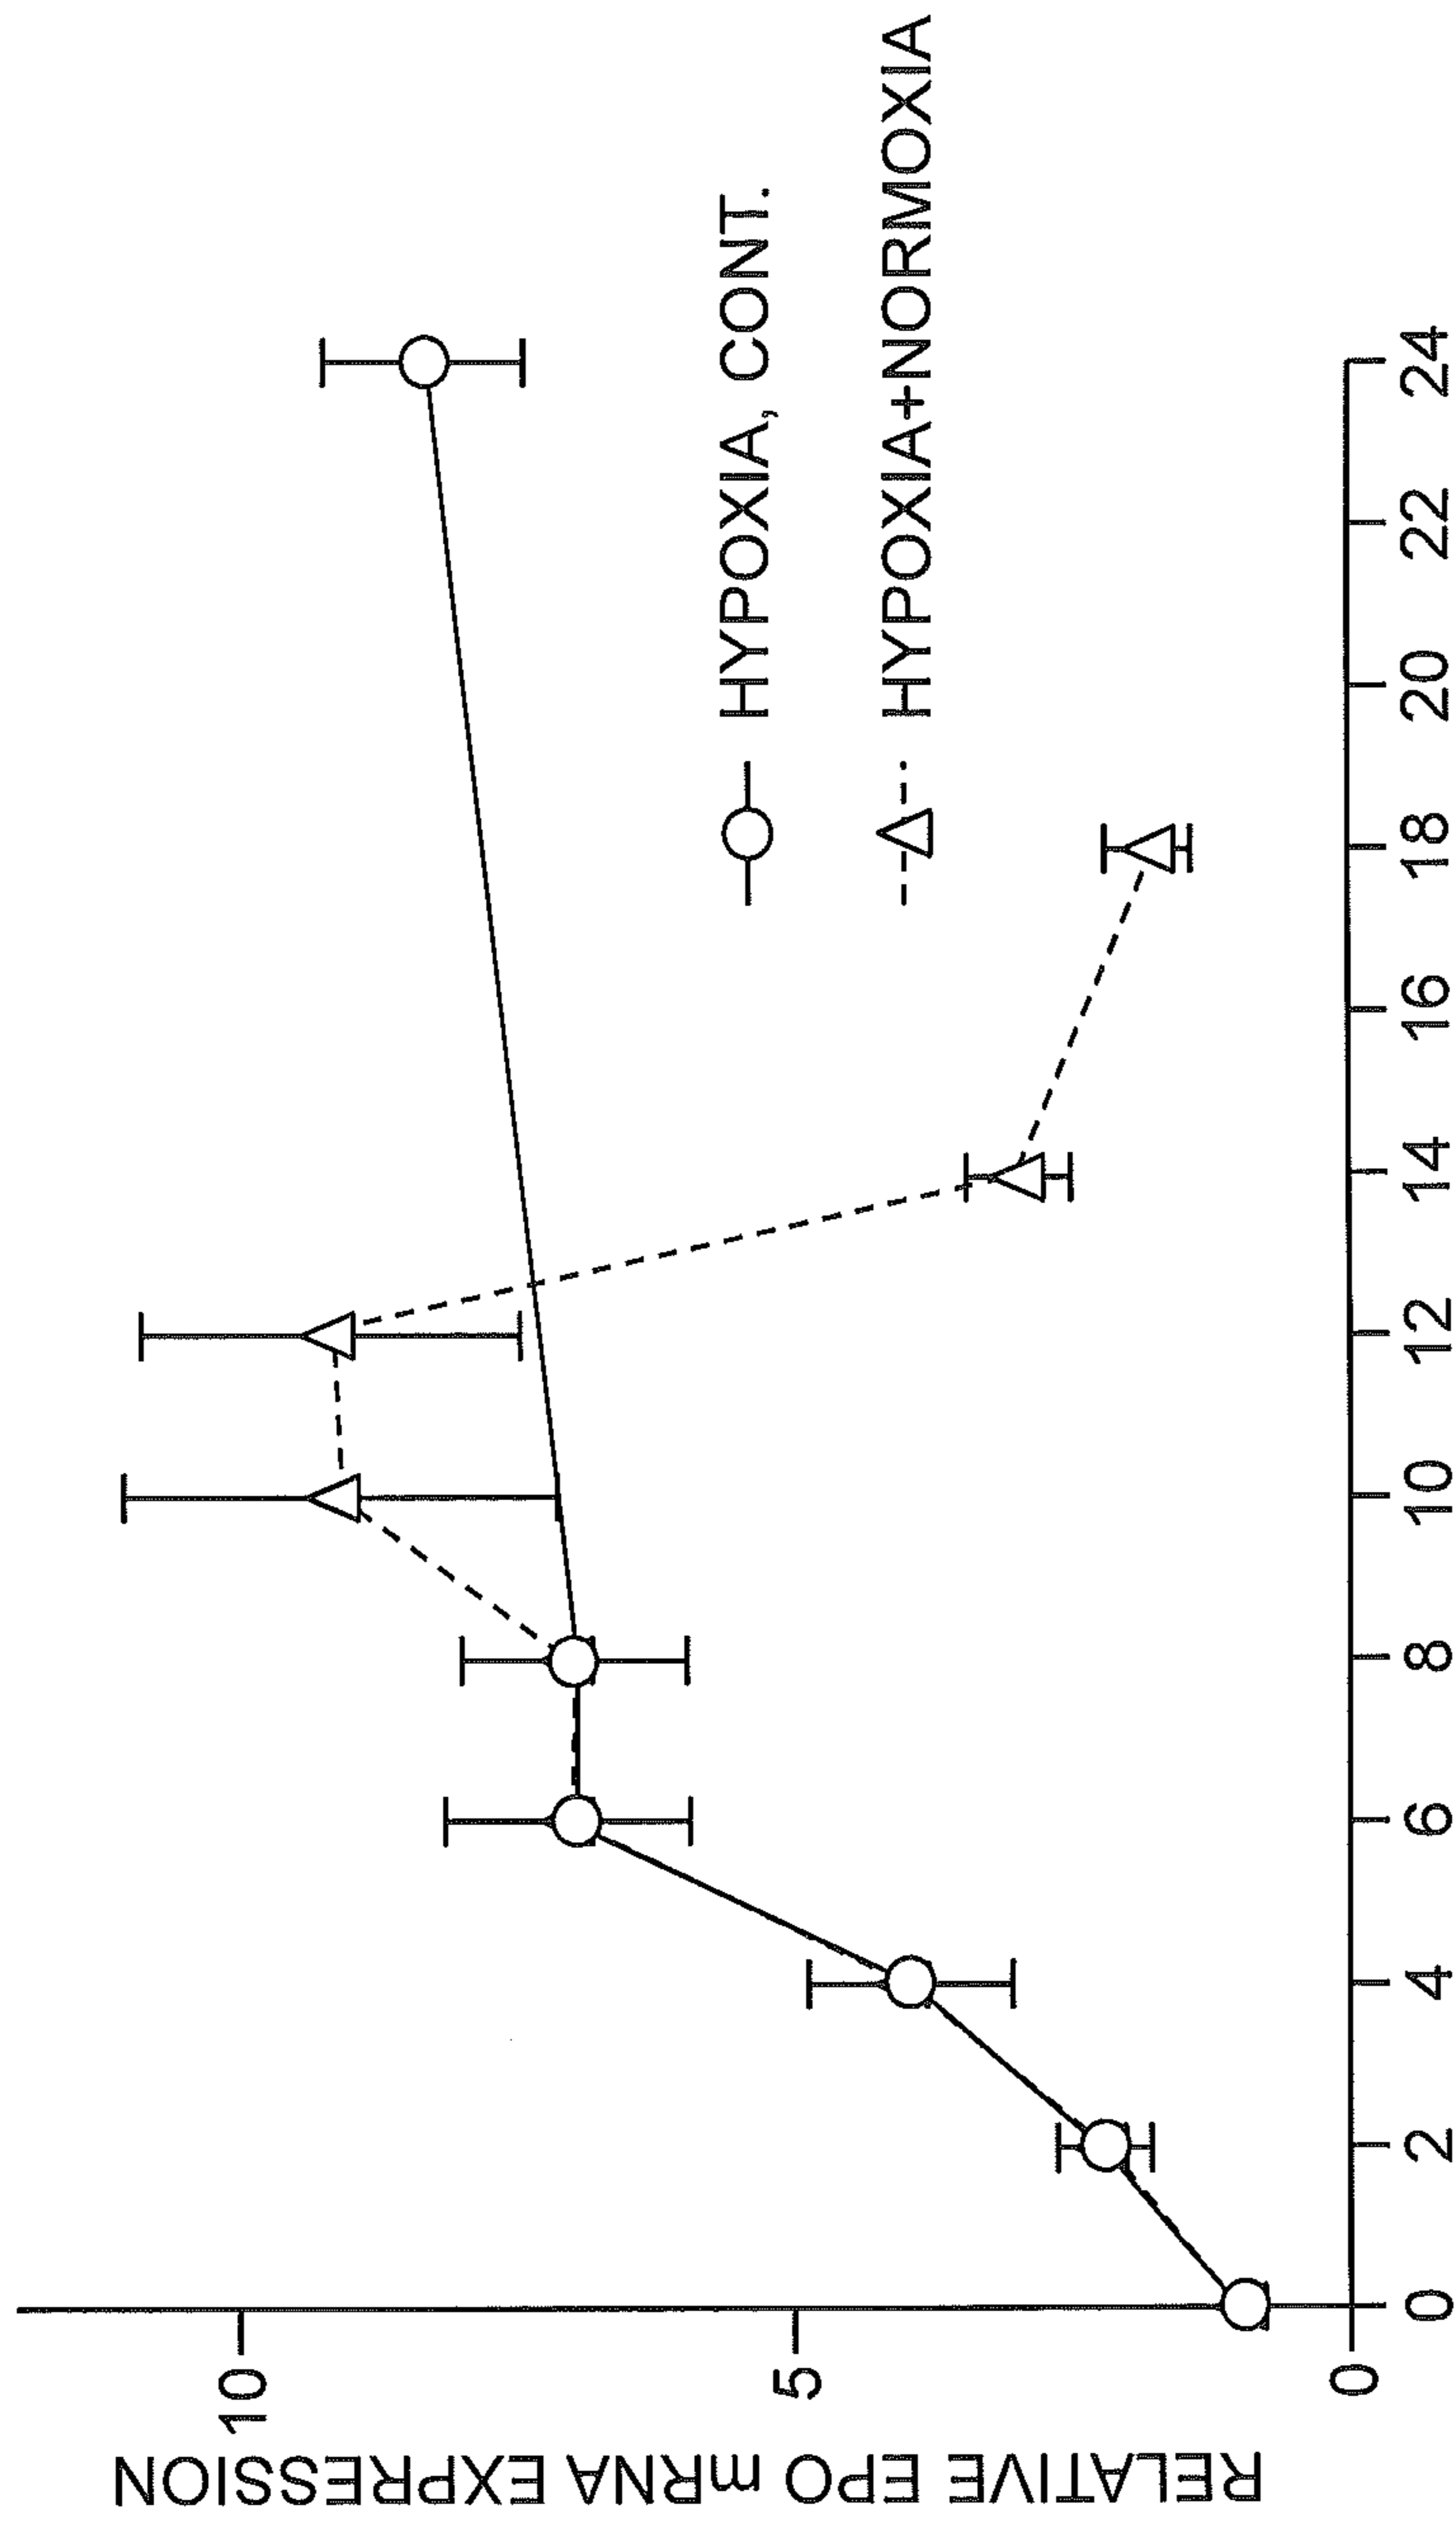 RELATIVE EPO mRNA EXPRESSION
10
5
0
HYPOXIA, CONT.
HYPOXIA+NORMOXIA
0 2 4 6 8 10 12 14 16 18 20 22 24